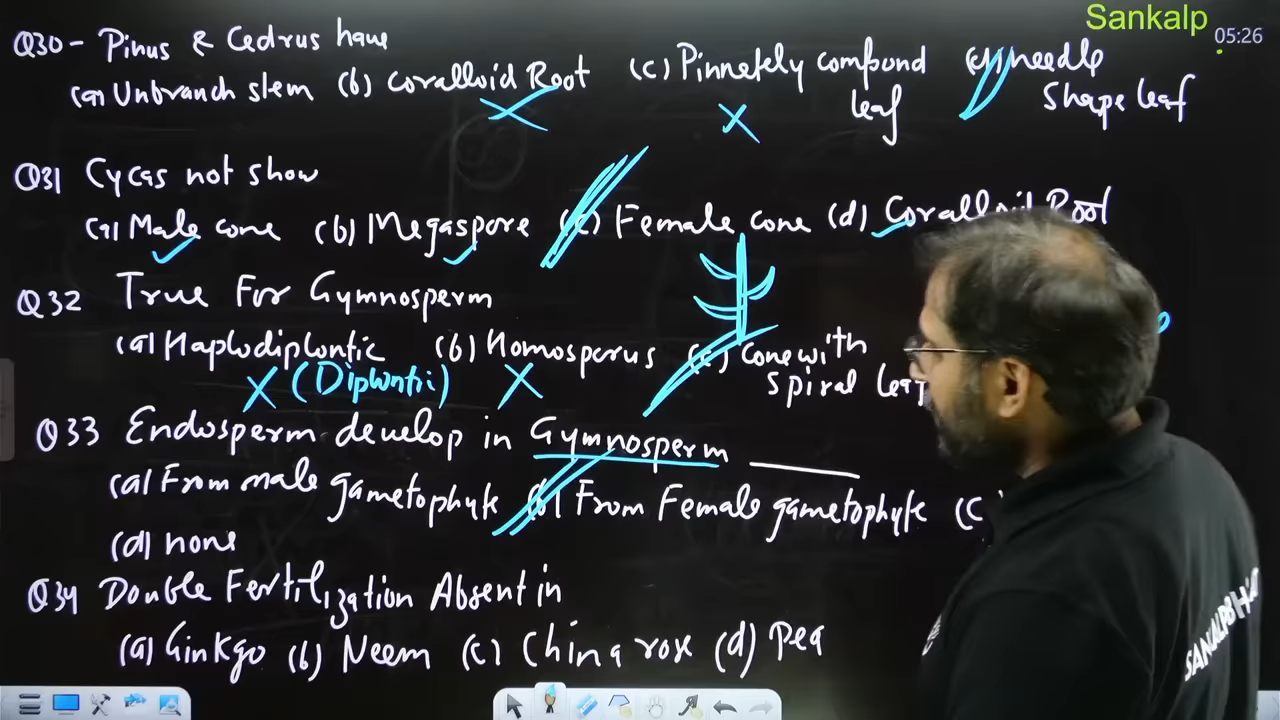 Sankalp
05:26
Q30 - Pinus & Cedrus have
(a) Unbranch stem (b) Coralloid Root (c) Pinnetely compound leaf (d) needle shape leaf
Q31 Cycas not show
(a) Male cone (b) Megaspore (c) Female cone (d) Coralloid Root
Q32 True For Gymnosperm
(a) Haplodiplontic (b) Homosporus (c) Cone with spiral
(Diplontic)
Q33 Endosperm develop in Gymnosperm ______
(a) From male gametophyte (b) From Female gametophyte (c)
(d) none
Q34 Double Fertilization Absent in
(a) Ginkgo (b) Neem (c) China rose (d) Pea